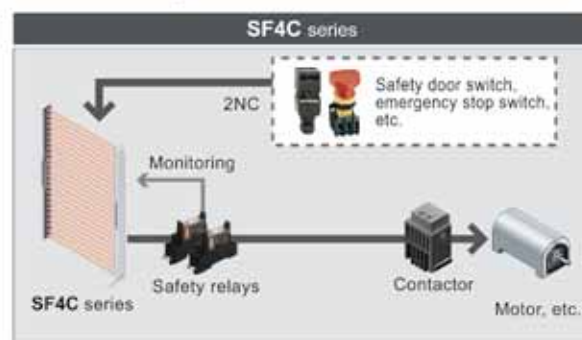 SF4C series
Safety door switch,
emergency stop switch,
etc.
2NC
Monitoring
SF4C series
Safety relays
Contactor
Motor, etc.